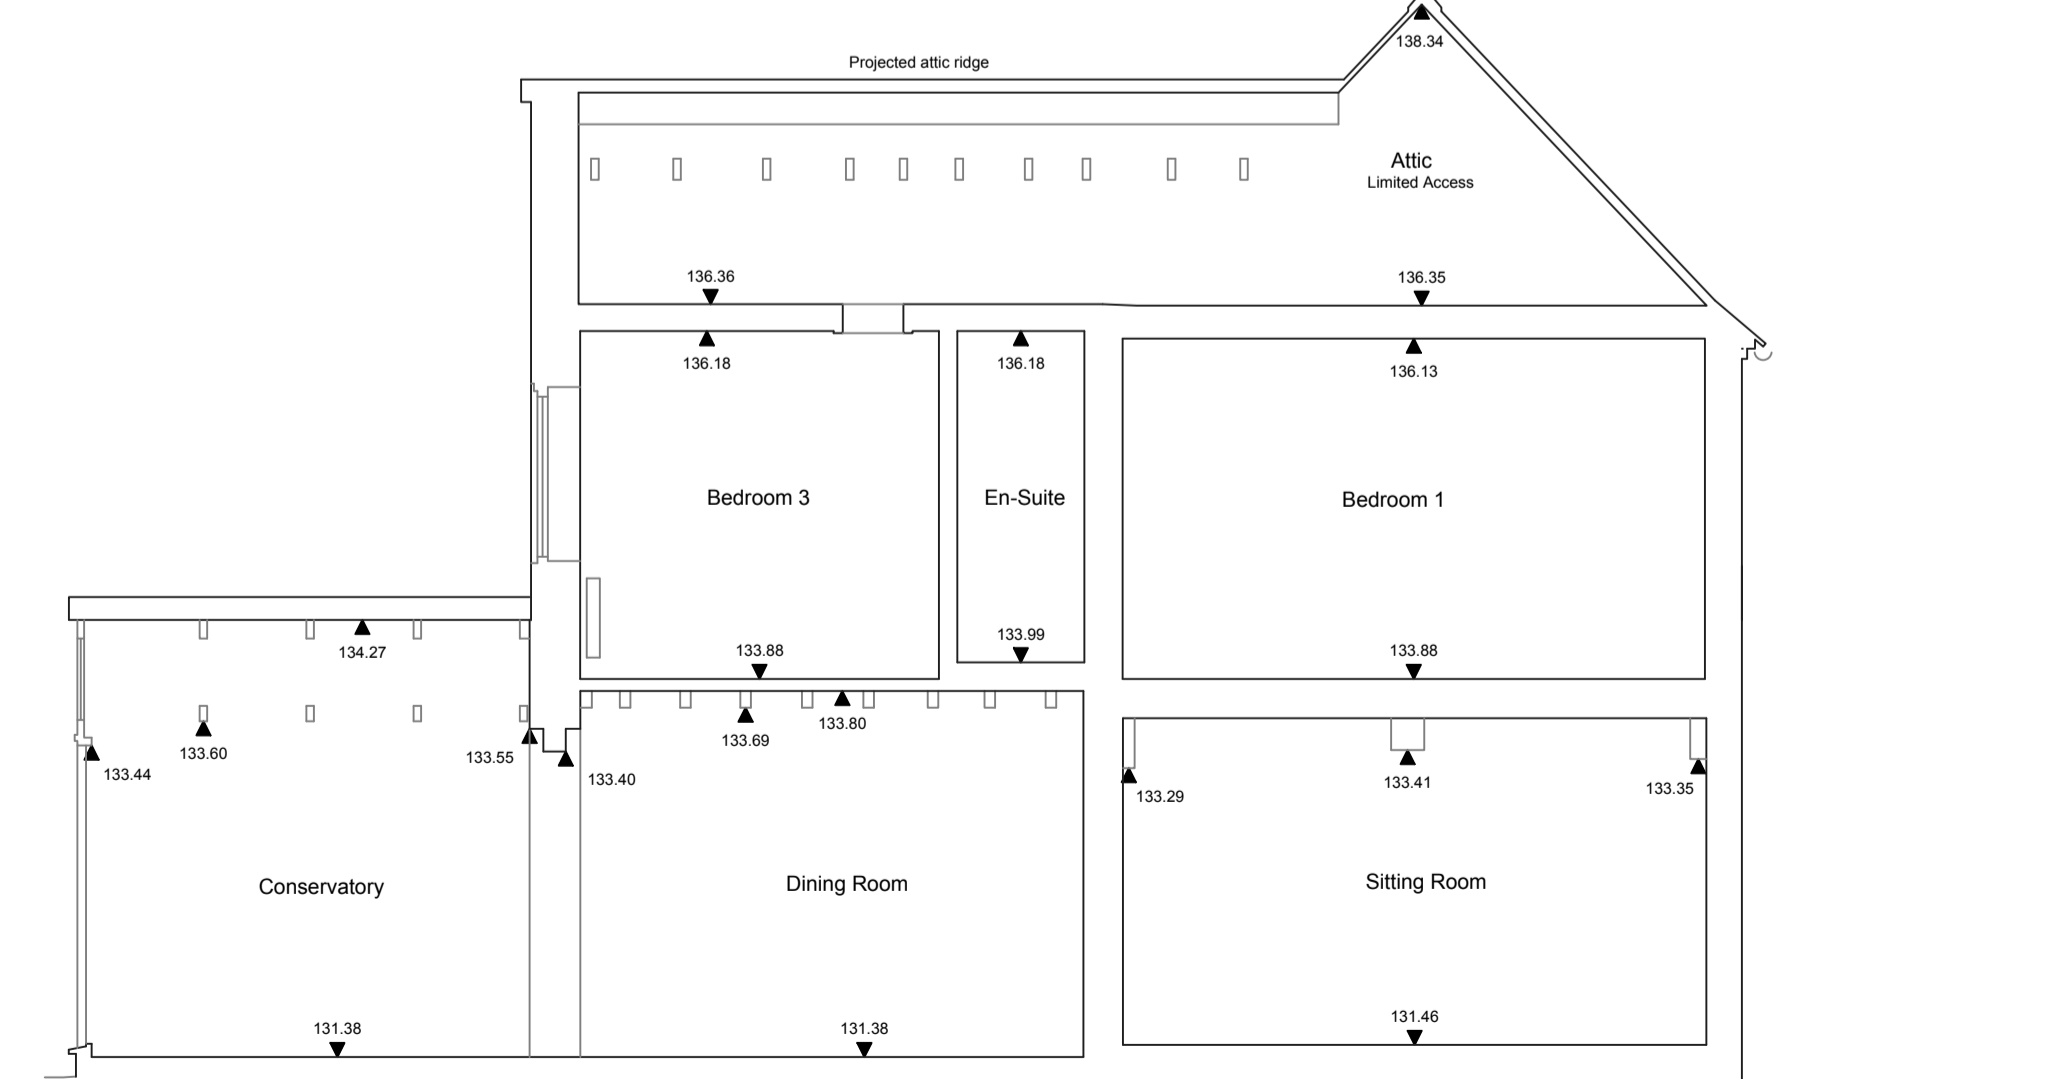 138.34
Projected attic ridge
Attic
Limited Access
136.36
136.35
136.18
136.18
136.13
Bedroom 3
En-Suite
Bedroom 1
133.99
133.88
133.88
134.27
133.80
133.69
133.60
133.55
133.44
133.40
133.41
133.35
133.29
Conservatory
Dining Room
Sitting Room
131.38
131.38
131.46